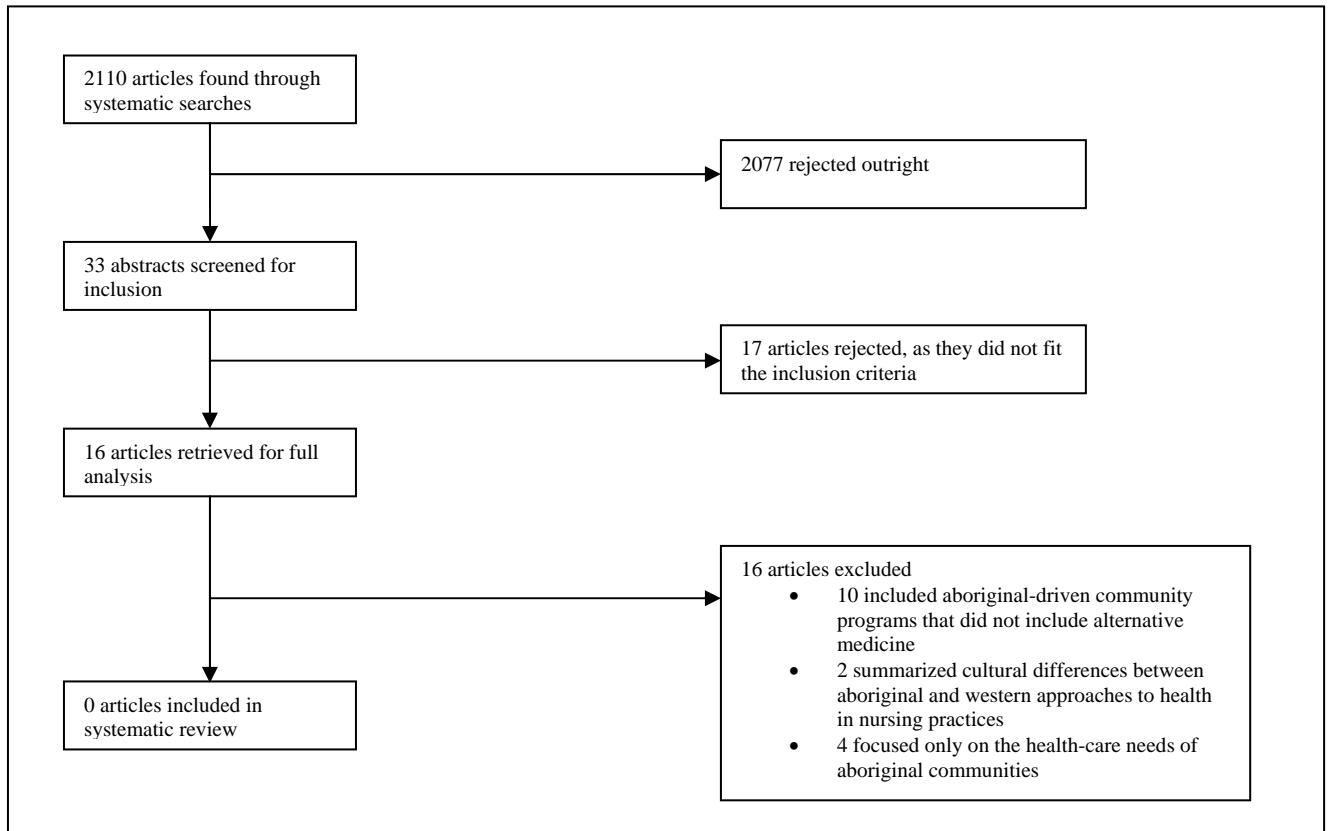 2110 articles found through
systematic searches
2077 rejected outright
33 abstracts screened for
inclusion
17 articles rejected, as they did not fit
the inclusion criteria
16 articles retrieved for full
analysis
16 articles excluded
• 10 included aboriginal-driven community
programs that did not include alternative
medicine
• 2 summarized cultural differences between
aboriginal and western approaches to health
in nursing practices
• 4 focused only on the health-care needs of
aboriginal communities
0 articles included in
systematic review